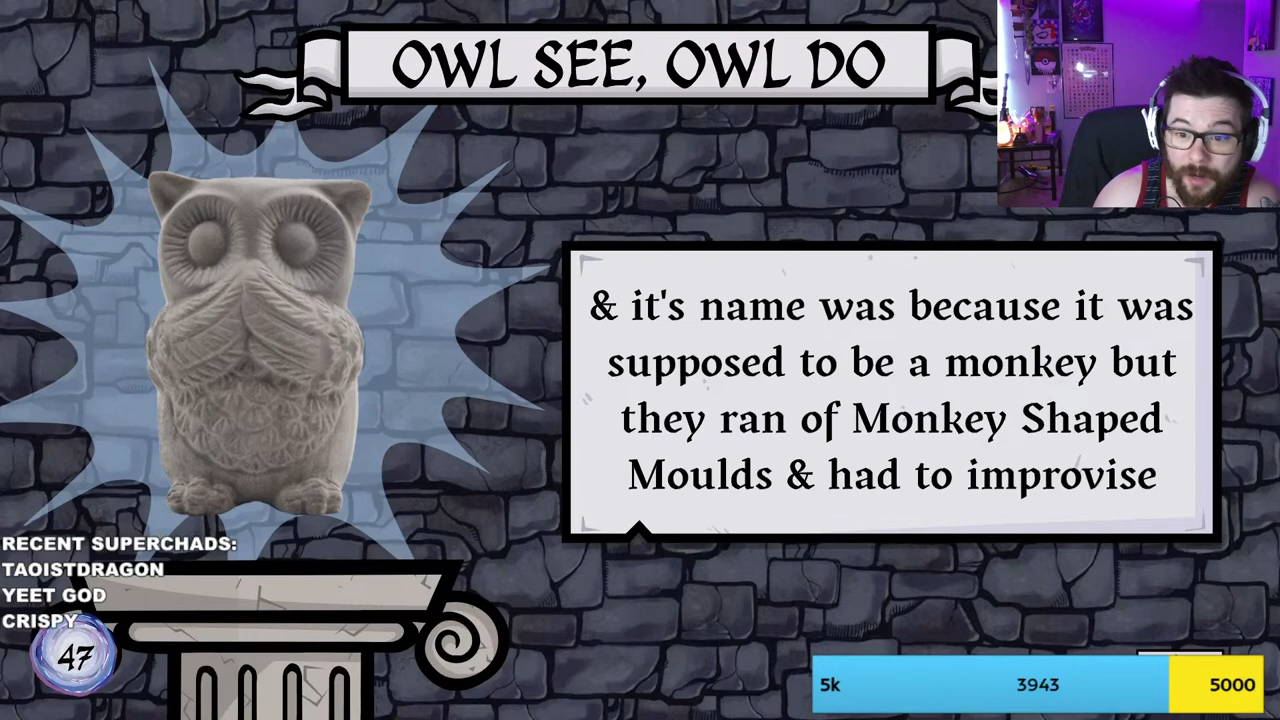 OWL SEE, OWL DO
& it's name was because it was
supposed to be a monkey but
they ran of Monkey Shaped
Moulds & had to improvise
RECENT SUPERCHADS:
TAOISTDRAGON
YEET GOD
CRISPY
47
5k 3943 5000